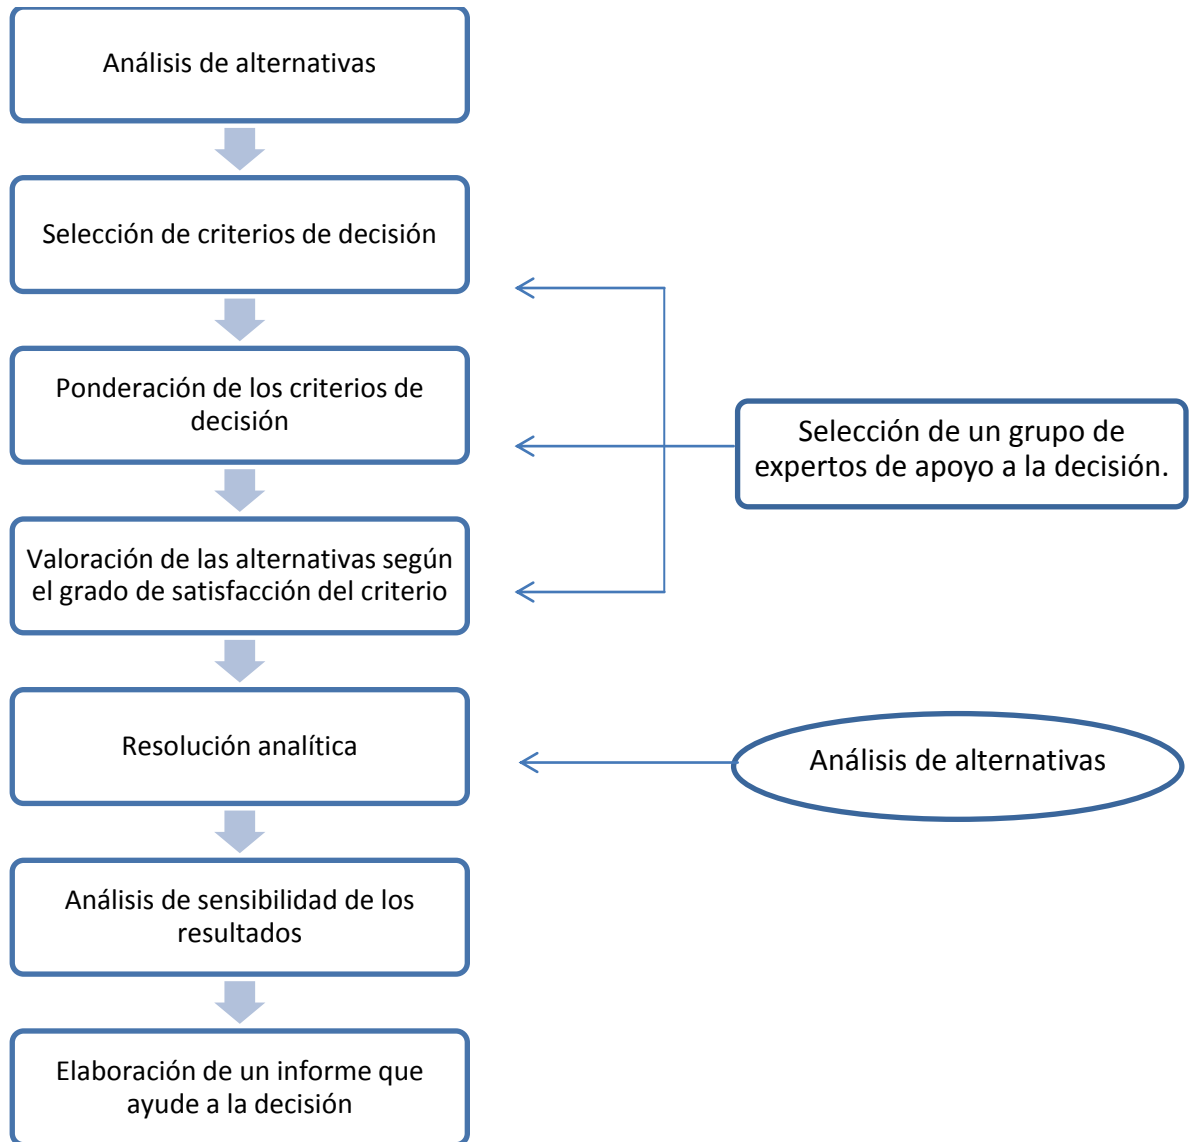 Análisis de alternativas
Selección de criterios de decisión
Ponderación de los criterios de
decisión
Selección de un grupo de
expertos de apoyo a la decisión.
Valoración de las alternativas según
el grado de satisfacción del criterio
Resolución analítica
Análisis de alternativas
Análisis de sensibilidad de los
resultados
Elaboración de un informe que
ayude a la decisión